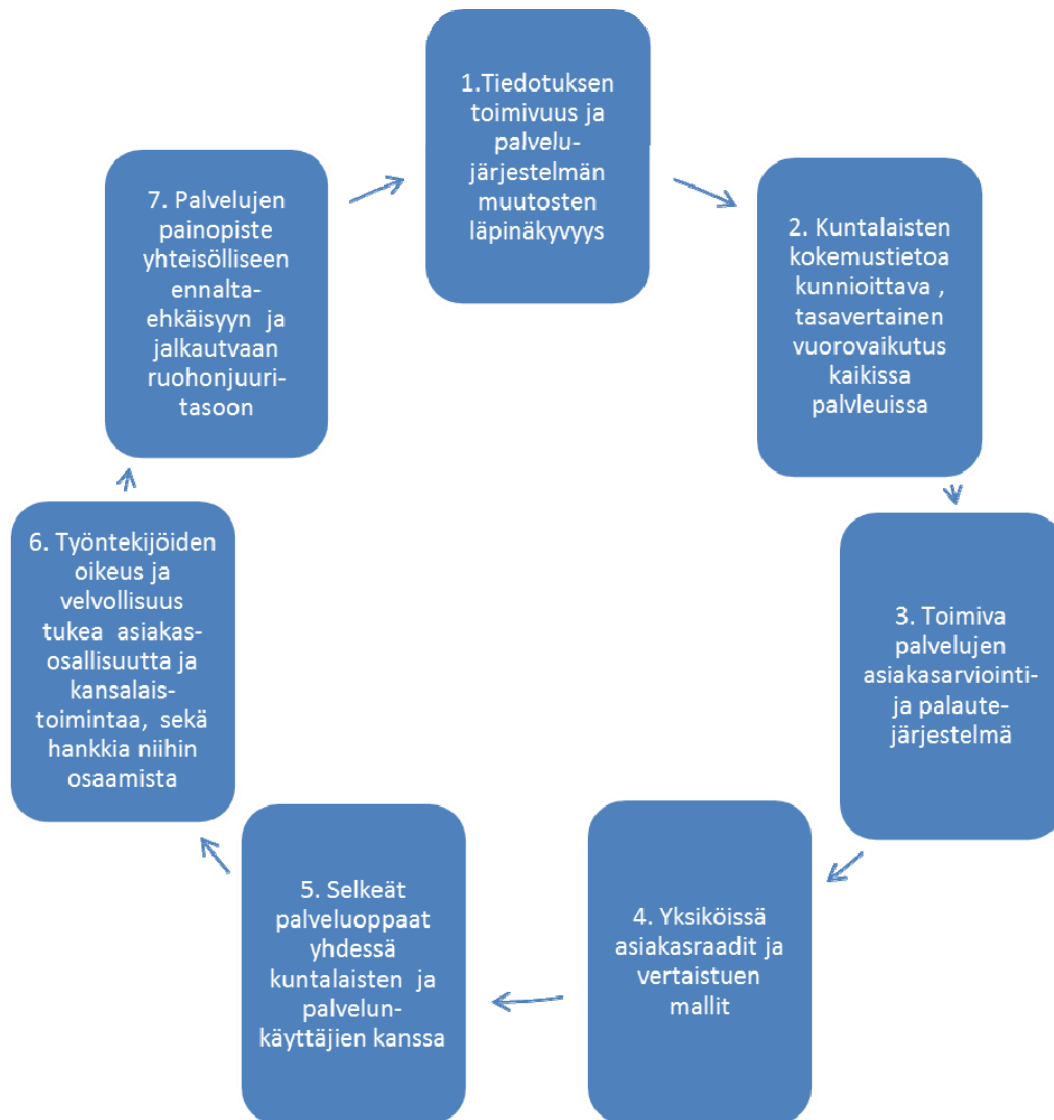 1.Tiedotuksen
toimivuus ja
palvelu-
järjestelmän
muutosten
läpinäkyvyys
2. Kuntalaisten
kokemustietoa
kunnioittava ,
tasavertainen
vuorovaikutus
kaikissa
palvleuissa
3. Toimiva
palvelujen
asiakasarviointi-
ja palaute-
järjestelmä
4. Yksiköissä
asiakasraadit ja
vertaistuen
mallit
5. Selkeät
palveluoppaat
yhdessä
kuntalaisten ja
palvelun-
käyttäjien kanssa
6. Työntekijöiden
oikeus ja
velvollisuus
tukea asiakas-
osallisuutta ja
kansalais-
toimintaa, sekä
hankkia niihin
osaamista
7. Palvelujen
painopiste
yhteisölliseen
ennalta-
ehkäisyyn ja
jalkautvaan
ruohonjuuri-
tasoon